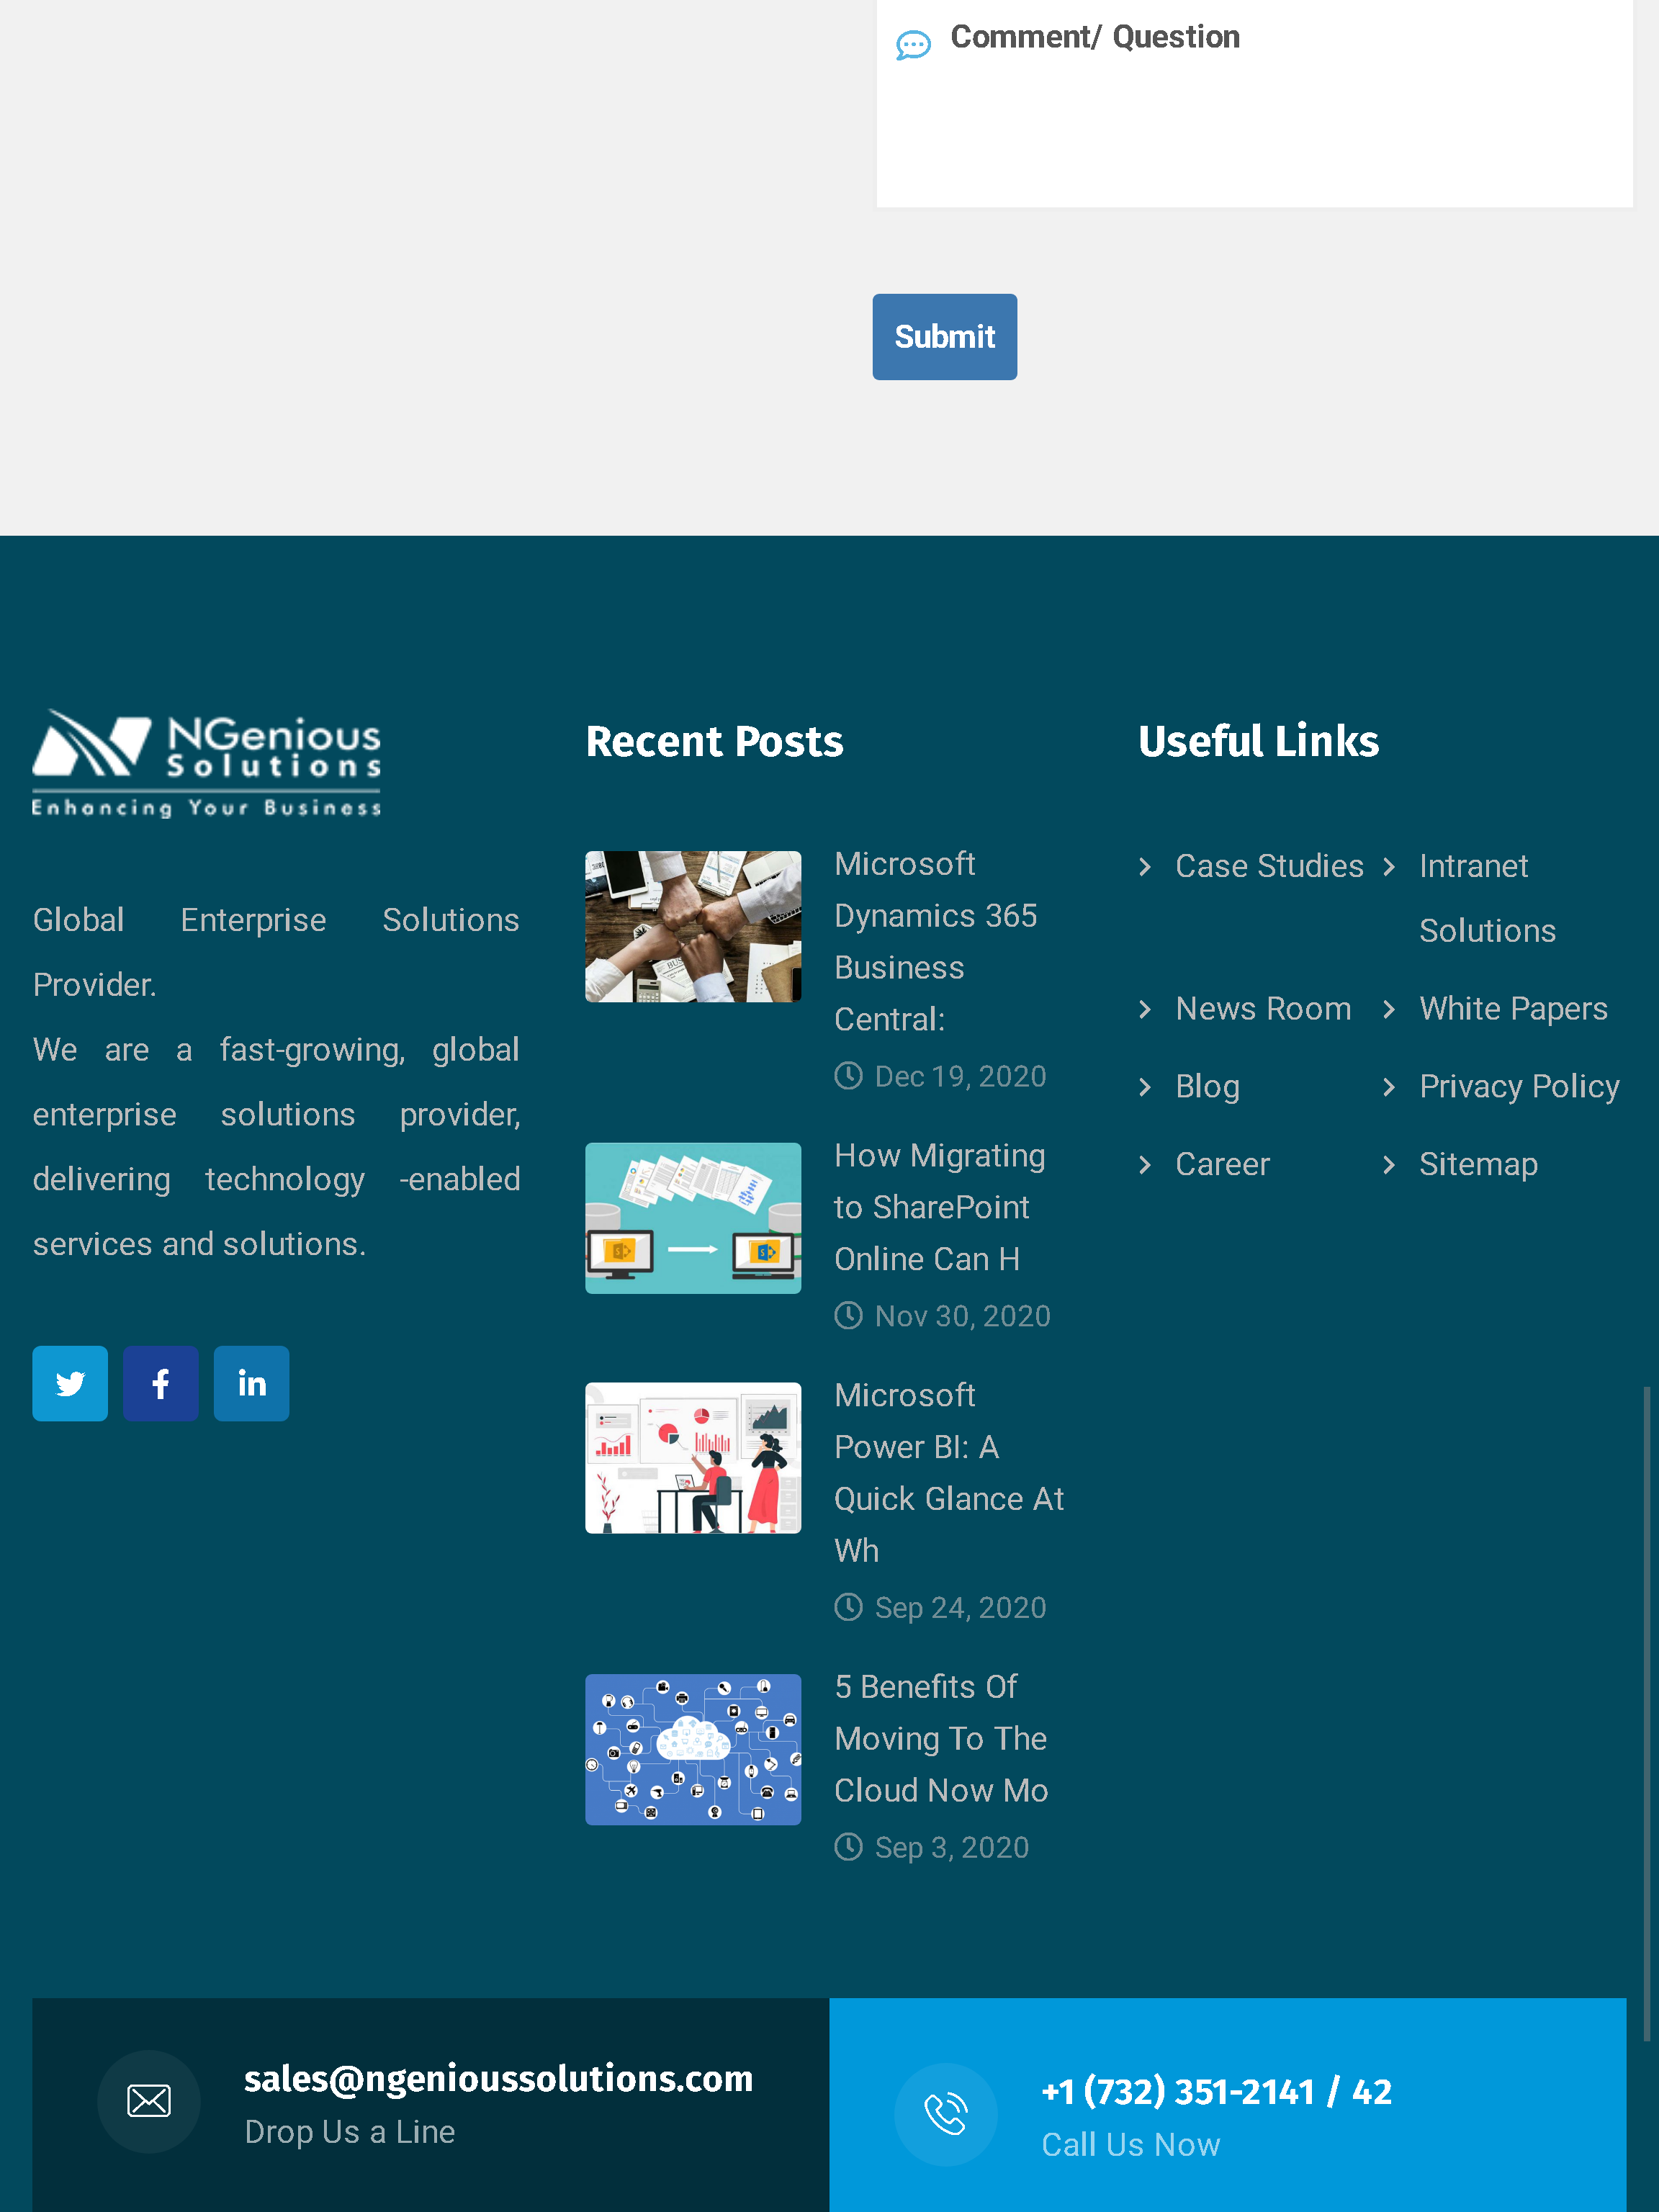 Comment/ Question
Submit
NGenious
Solutions
Enhancing Your Business
Global Enterprise Solutions
Provider.
We are a fast-growing, global
enterprise solutions provider,
delivering technology -enabled
services and solutions.
Recent Posts
Microsoft
Dynamics 365
Business
Central:
Dec 19, 2020
How Migrating
to SharePoint
Online Can H
Nov 30, 2020
Microsoft
Power BI: A
Quick Glance At
Wh
Sep 24, 2020
5 Benefits Of
Moving To The
Cloud Now Mo
Sep 3, 2020
Useful Links
Case Studies
Intranet
Solutions
News Room
White Papers
Blog
Privacy Policy
Career
Sitemap
sales@ngenioussolutions.com
Drop Us a Line
+1 (732) 351-2141 / 42
Call Us Now